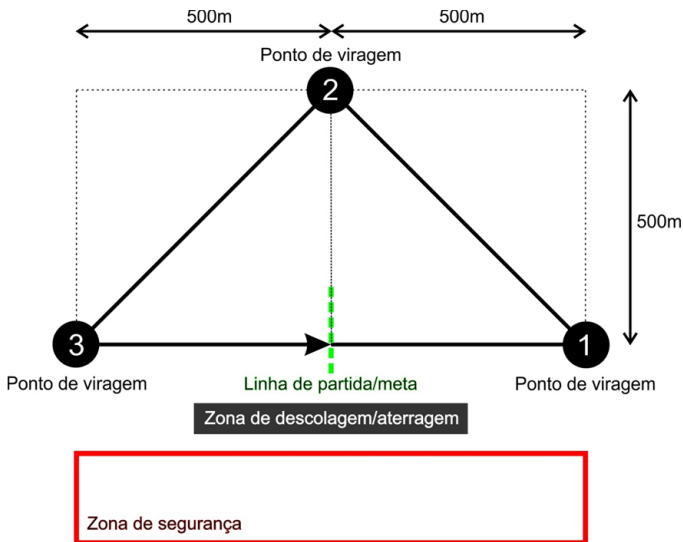 500m
500m
Ponto de viragem
2
500m
3
1
Ponto de viragem
Linha de partida/meta
Ponto de viragem
Zona de descolagem/aterragem
Zona de segurança